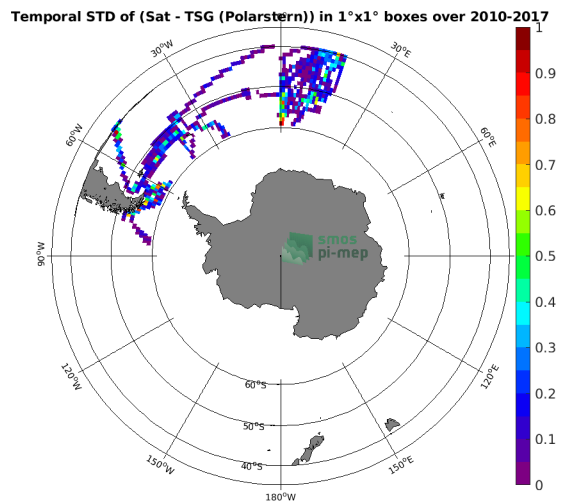 Temporal STD of (Sat - TSG (Polarstern)) in 1°x1° boxes over 2010-2017
30°W
30°E
60°W
60°E
90°W
120°W
120°E
150°W
150°E
180°W
60°S
50°S
40°S
smos
pi-mep
1
0.9
0.8
0.7
0.6
0.5
0.4
0.3
0.2
0.1
0